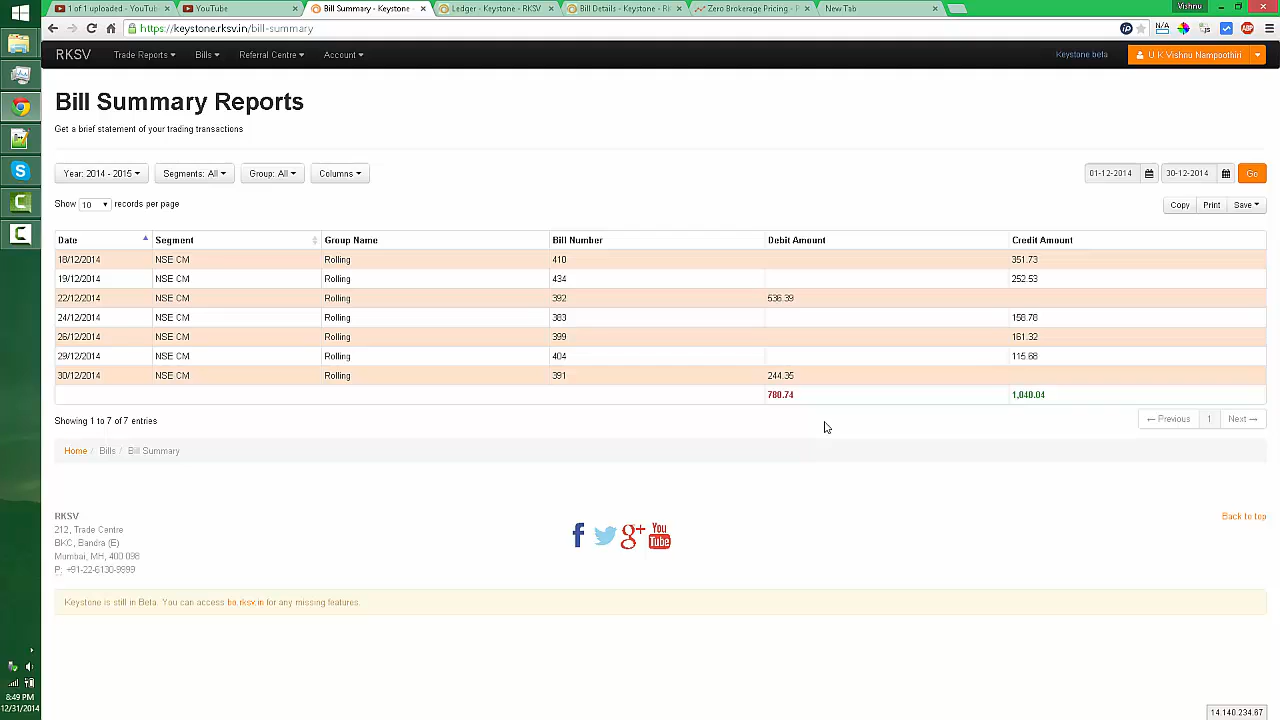 1 of 1 uploaded - YouTub
YouTube
Bill Summary - Keystone -
Ledger - Keystone - RKSV
Bill Details - Keystone - R
Zero Brokerage Pricing - F
New Tab
Vishnu
https://keystone.rksv.in/bill-summary
N/A
ABP
RKSV
Trade Reports
Bills
Referral Centre
Account
Keystone beta
U K Vishnu Nampoothiri
Bill Summary Reports
Get a brief statement of your trading transactions
Year: 2014 - 2015
Segments: All
Group: All
Columns
01-12-2014
30-12-2014
Go
Show 10 records per page
Copy Print Save
Date Segment Group Name Bill Number Debit Amount Credit Amount
18/12/2014 NSE CM Rolling 410 351.73
19/12/2014 NSE CM Rolling 434 252.53
22/12/2014 NSE CM Rolling 392 536.39
24/12/2014 NSE CM Rolling 383 158.78
26/12/2014 NSE CM Rolling 399 161.32
29/12/2014 NSE CM Rolling 404 115.68
30/12/2014 NSE CM Rolling 391 244.35
780.74 1,040.04
Showing 1 to 7 of 7 entries
← Previous 1 Next →
Home / Bills / Bill Summary
RKSV
212, Trade Centre
BKC, Bandra (E)
Mumbai, MH, 400 098
P: +91-22-6130-9999
f g+ You Tube
Back to top
Keystone is still in Beta. You can access bo.rksv.in for any missing features.
8:49 PM
12/31/2014
14.140.234.67